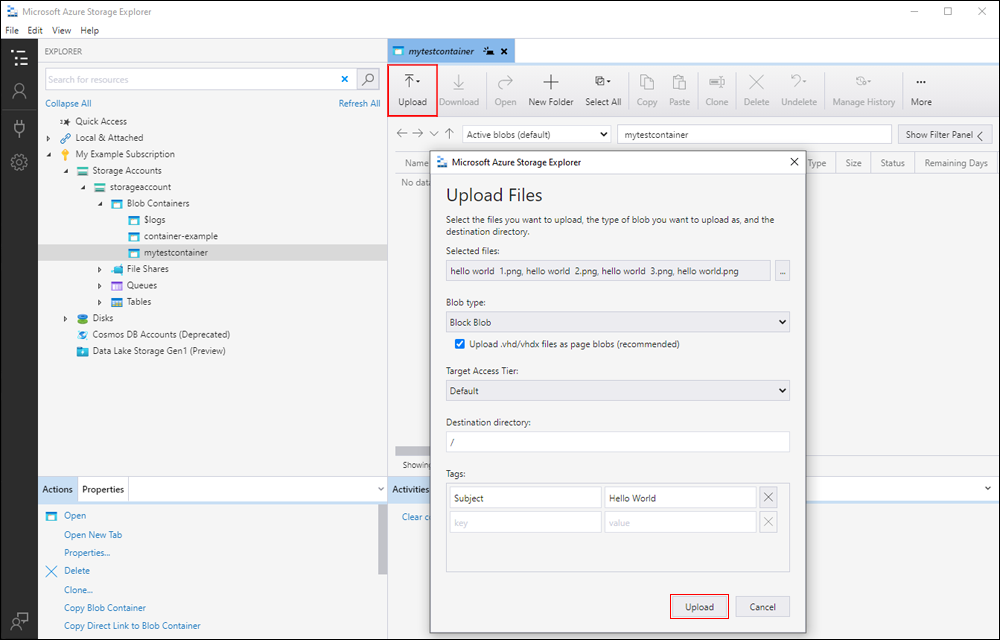 Microsoft Azure Storage Explorer
File Edit View Help
EXPLORER
Search for resources
Collapse All Refresh All
Quick Access
Local & Attached
My Example Subscription
Storage Accounts
storageaccount
Blob Containers
$logs
container-example
mytestcontainer
File Shares
Queues
Tables
Disks
Cosmos DB Accounts (Deprecated)
Data Lake Storage Gen1 (Preview)
Actions Properties
Open
Open New Tab
Properties...
Delete
Clone...
Copy Blob Container
Copy Direct Link to Blob Container
mytestcontainer
Upload Download Open New Folder Select All Copy Paste Clone Delete Undelete Manage History More
Active blobs (default) mytestcontainer Show Filter Panel
Name Type Size Status Remaining Days
No data
Showing
Activities
Clear
Microsoft Azure Storage Explorer
Upload Files
Select the files you want to upload, the type of blob you want to upload as, and the
destination directory.
Selected files:
hello world 1.png, hello world 2.png, hello world 3.png, hello world.png ...
Blob type:
Block Blob
Upload .vhd/vhdx files as page blobs (recommended)
Target Access Tier:
Default
Destination directory:
/
Tags:
Subject Hello World
key value
Upload Cancel